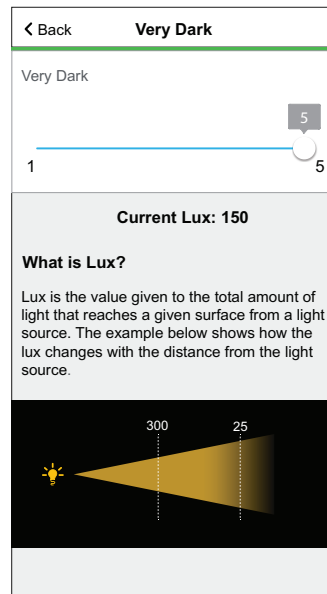 Back
Very Dark
Very Dark
5
1
5
Current Lux: 150
What is Lux?
Lux is the value given to the total amount of
light that reaches a given surface from a light
source. The example below shows how the
lux changes with the distance from the light
source.
300 25